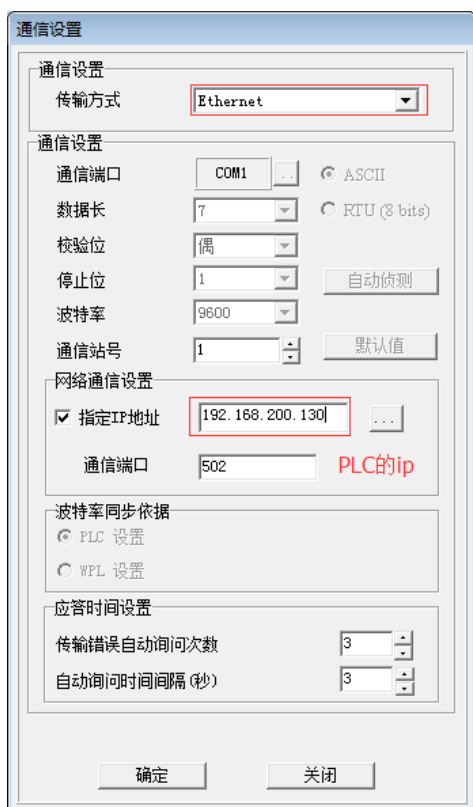 通信设置
通信设置
传输方式 Ethernet
通信设置
通信端口 COM1 .. ASCII
数据长 7 RTU (8 bits)
校验位 偶
停止位 1 自动侦测
波特率 9600
通信站号 1 默认值
网络通信设置
指定IP地址 192.168.200.130 ...
通信端口 502 PLC的ip
波特率同步依据
PLC 设置
WPL 设置
应答时间设置
传输错误自动询问次数 3
自动询问时间间隔(秒) 3
确定 关闭